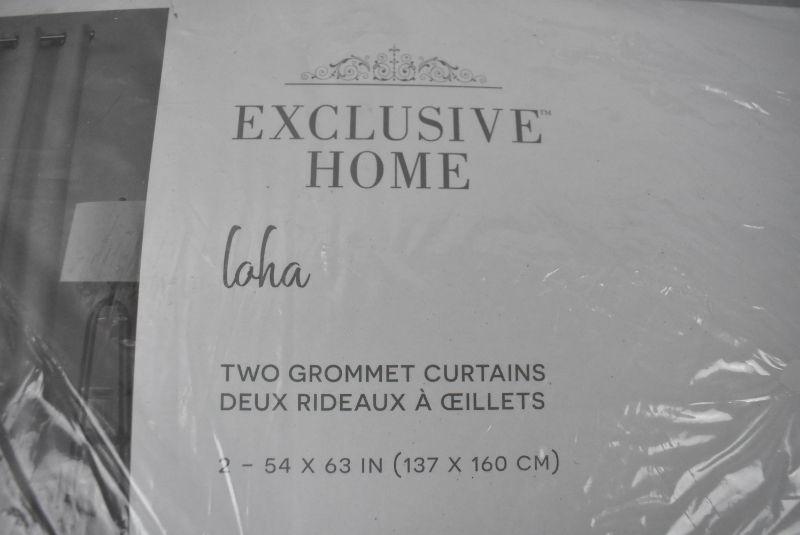 EXCLUSIVE™
HOME
loha
TWO GROMMET CURTAINS
DEUX RIDEAUX À ŒILLETS
2 – 54 X 63 IN (137 X 160 CM)